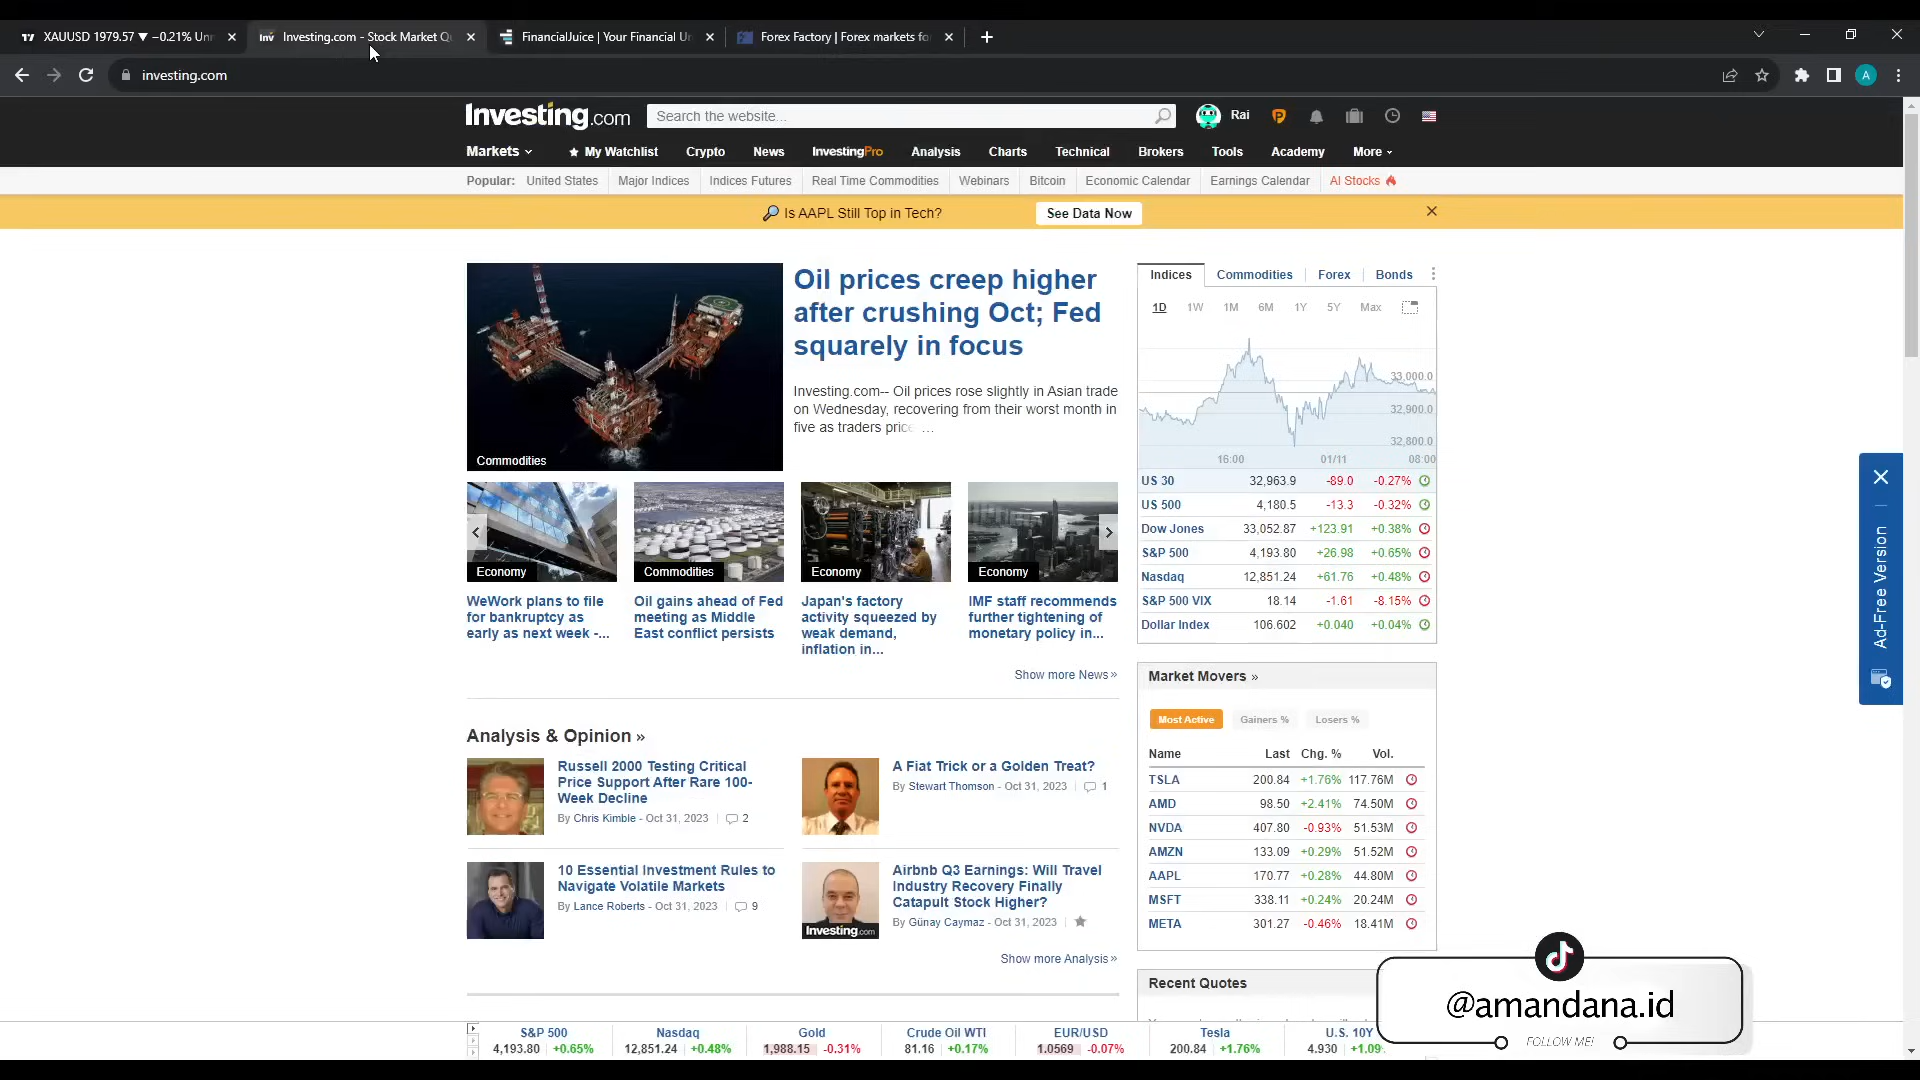 XAUUSD 1979.57 ▼ −0.21% Unn
Investing.com - Stock Market Q
FinancialJuice | Your Financial U
Forex Factory | Forex markets fo
investing.com
A
Investing.com
Search the website...
Rai
Markets
My Watchlist
Crypto
News
InvestingPro
Analysis
Charts
Technical
Brokers
Tools
Academy
More
Popular:
United States
Major Indices
Indices Futures
Real Time Commodities
Webinars
Bitcoin
Economic Calendar
Earnings Calendar
AI Stocks
Is AAPL Still Top in Tech?
See Data Now
Commodities
Oil prices creep higher
after crushing Oct; Fed
squarely in focus
Investing.com-- Oil prices rose slightly in Asian trade
on Wednesday, recovering from their worst month in
five as traders price ...
Economy
WeWork plans to file
for bankruptcy as
early as next week -...
Commodities
Oil gains ahead of Fed
meeting as Middle
East conflict persists
Economy
Japan's factory
activity squeezed by
weak demand,
inflation in...
Economy
IMF staff recommends
further tightening of
monetary policy in...
Show more News »
Analysis & Opinion »
Russell 2000 Testing Critical
Price Support After Rare 100-
Week Decline
By Chris Kimble - Oct 31, 2023 | 2
A Fiat Trick or a Golden Treat?
By Stewart Thomson - Oct 31, 2023 | 1
10 Essential Investment Rules to
Navigate Volatile Markets
By Lance Roberts - Oct 31, 2023 | 9
Investing.com
Airbnb Q3 Earnings: Will Travel
Industry Recovery Finally
Catapult Stock Higher?
By Günay Caymaz - Oct 31, 2023
Show more Analysis »
Indices
Commodities
Forex
Bonds
1D 1W 1M 6M 1Y 5Y Max
33,000.0
32,900.0
32,800.0
16:00 01/11 08:00
US 30 32,963.9 -89.0 -0.27%
US 500 4,180.5 -13.3 -0.32%
Dow Jones 33,052.87 +123.91 +0.38%
S&P 500 4,193.80 +26.98 +0.65%
Nasdaq 12,851.24 +61.76 +0.48%
S&P 500 VIX 18.14 -1.61 -8.15%
Dollar Index 106.602 +0.040 +0.04%
Market Movers »
Most Active Gainers % Losers %
Name Last Chg. % Vol.
TSLA 200.84 +1.76% 117.76M
AMD 98.50 +2.41% 74.50M
NVDA 407.80 -0.93% 51.53M
AMZN 133.09 +0.29% 51.52M
AAPL 170.77 +0.28% 44.80M
MSFT 338.11 +0.24% 20.24M
META 301.27 -0.46% 18.41M
Recent Quotes
Ad-Free Version
@amandana.id
FOLLOW ME!
S&P 500
4,193.80 +0.65%
Nasdaq
12,851.24 +0.48%
Gold
1,988.15 -0.31%
Crude Oil WTI
81.16 +0.17%
EUR/USD
1.0569 -0.07%
Tesla
200.84 +1.76%
U.S. 10Y
4.930 +1.09